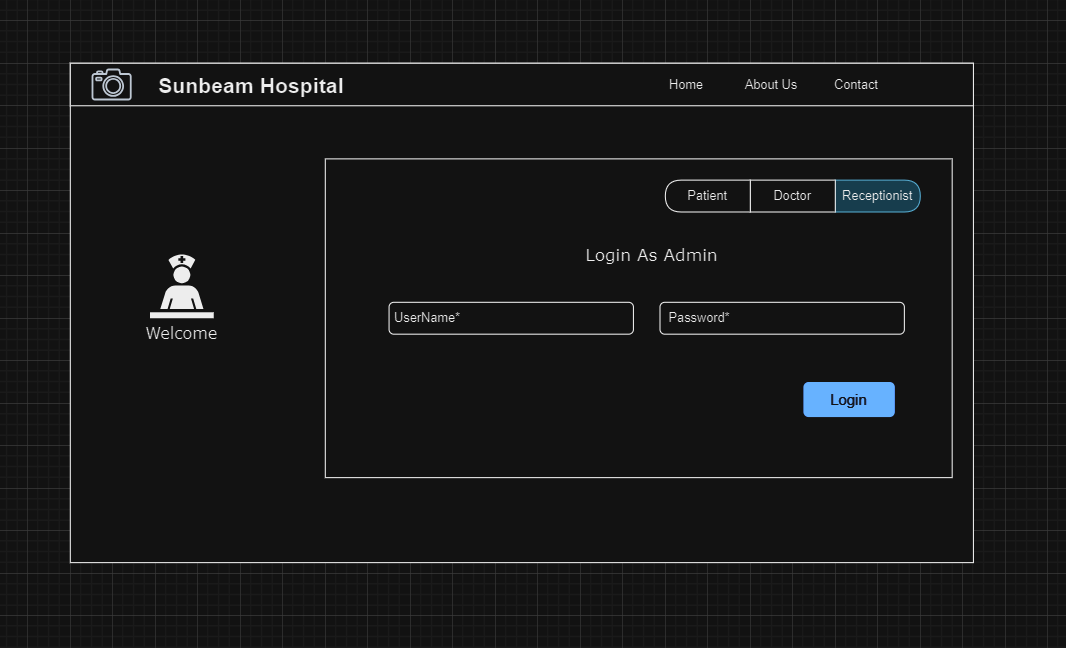 Sunbeam Hospital
Home About Us Contact
Patient Doctor Receptionist
Login As Admin
UserName* Password*
Welcome
Login